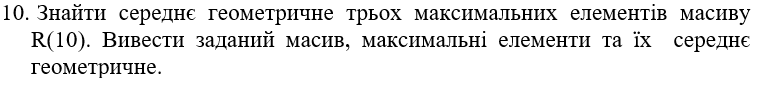 10. Знайти середнє геометричне трьох максимальних елементів масиву
R(10). Вивести заданий масив, максимальні елементи та їх середнє
геометричне.